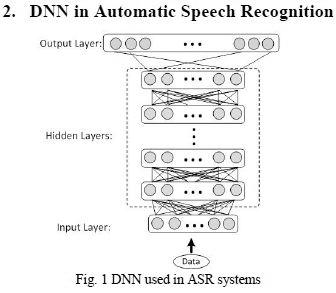 2. DNN in Automatic Speech Recognition
Output Layer:
Hidden Layers:
Input Layer:
Data
Fig. 1 DNN used in ASR systems